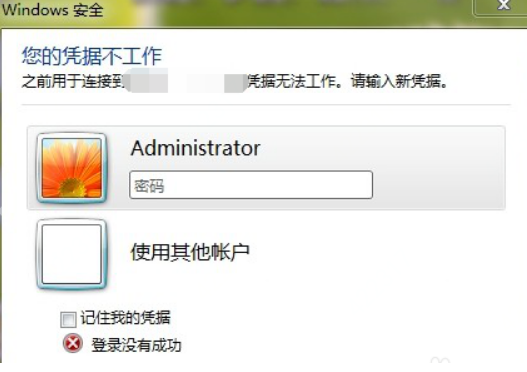 Windows 安全
您的凭据不工作
之前用于连接到 凭据无法工作。请输入新凭据。
Administrator
密码
使用其他帐户
记住我的凭据
登录没有成功